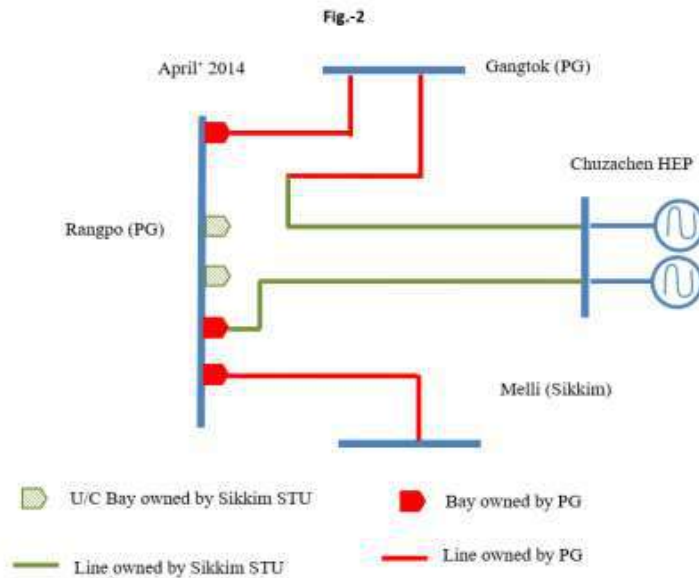 Fig.-2
April' 2014
Gangtok (PG)
Chuzachen HEP
Rangpo (PG)
Melli (Sikkim)
U/C Bay owned by Sikkim STU
Bay owned by PG
Line owned by Sikkim STU
Line owned by PG